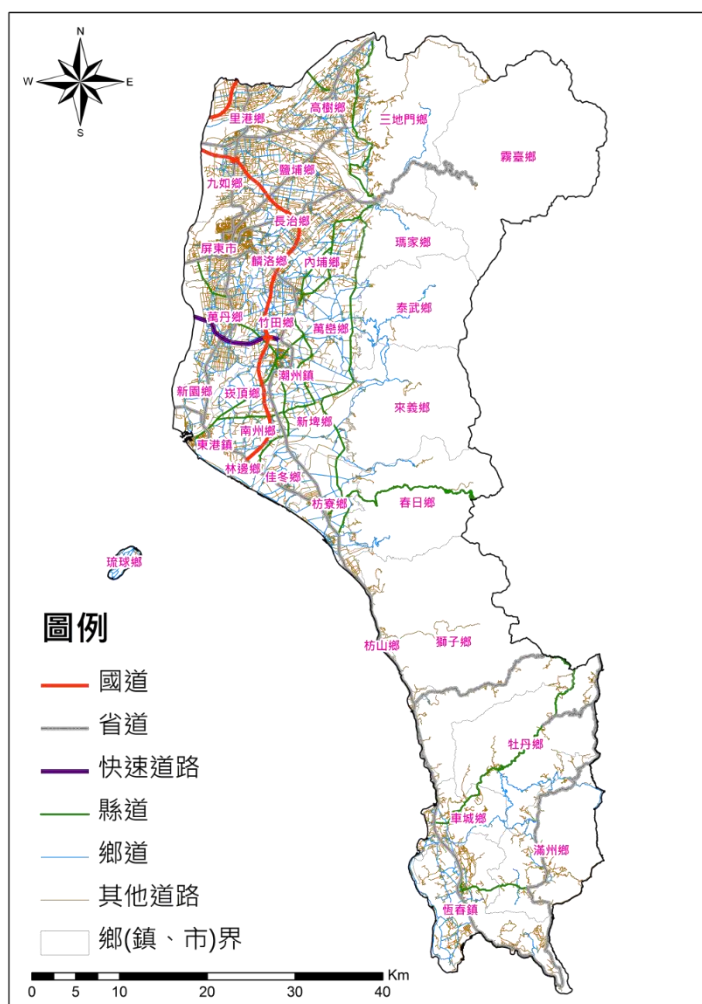 N
W
E
S
高樹鄉
里港鄉
三地門鄉
霧臺鄉
鹽埔鄉
九如鄉
長治鄉
瑪家鄉
屏東市
麟洛鄉
內埔鄉
泰武鄉
萬丹鄉
竹田鄉
萬巒鄉
潮州鎮
新園鄉
崁頂鄉
來義鄉
新埤鄉
南州鄉
東港鎮
林邊鄉
佳冬鄉
枋寮鄉
春日鄉
琉球鄉
枋山鄉
獅子鄉
牡丹鄉
車城鄉
滿州鄉
恆春鎮
圖例
國道
省道
快速道路
縣道
鄉道
其他道路
鄉(鎮、市)界
Km
0 5 10 20 30 40